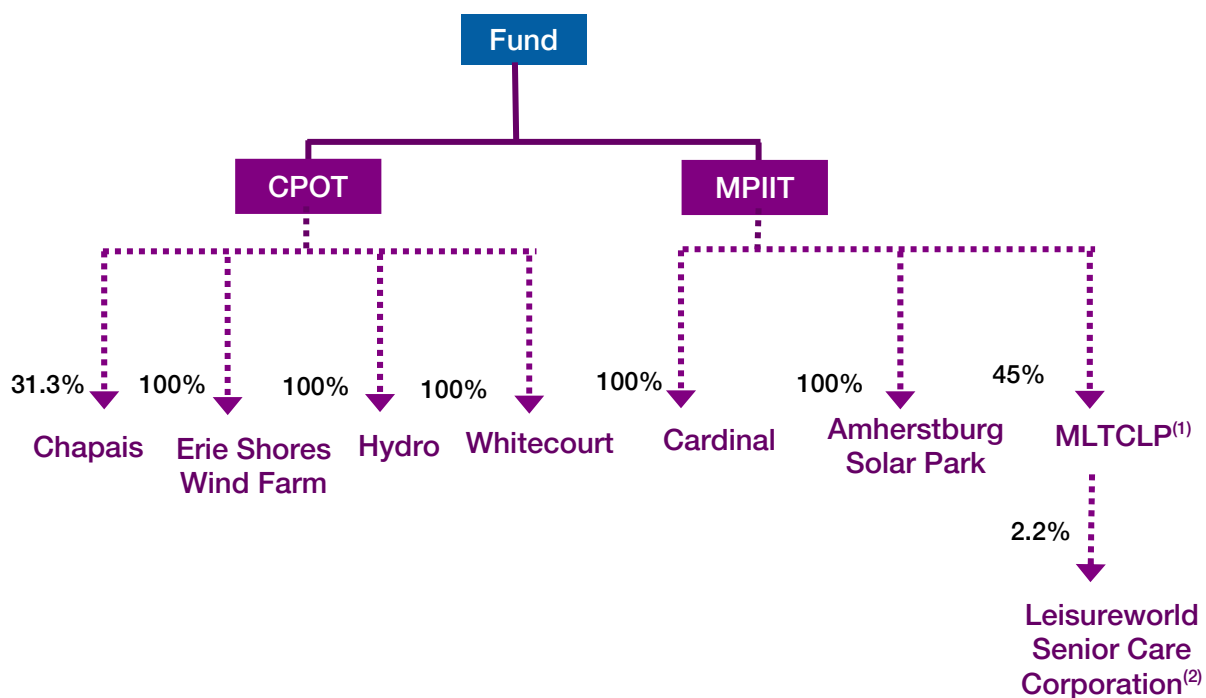 Fund
CPOT
MPIIT
31.3%
100%
100%
100%
100%
100%
45%
Chapais
Erie Shores
Wind Farm
Hydro
Whitecourt
Cardinal
Amherstburg
Solar Park
MLTCLP(1)
2.2%
Leisureworld
Senior Care
Corporation(2)